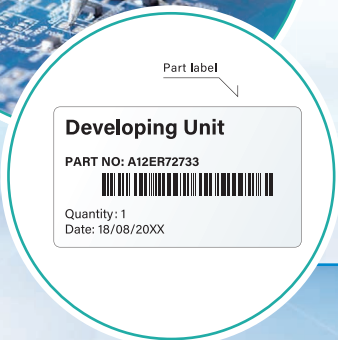 Part label
Developing Unit
PART NO: A12ER72733
Quantity: 1
Date: 18/08/20XX